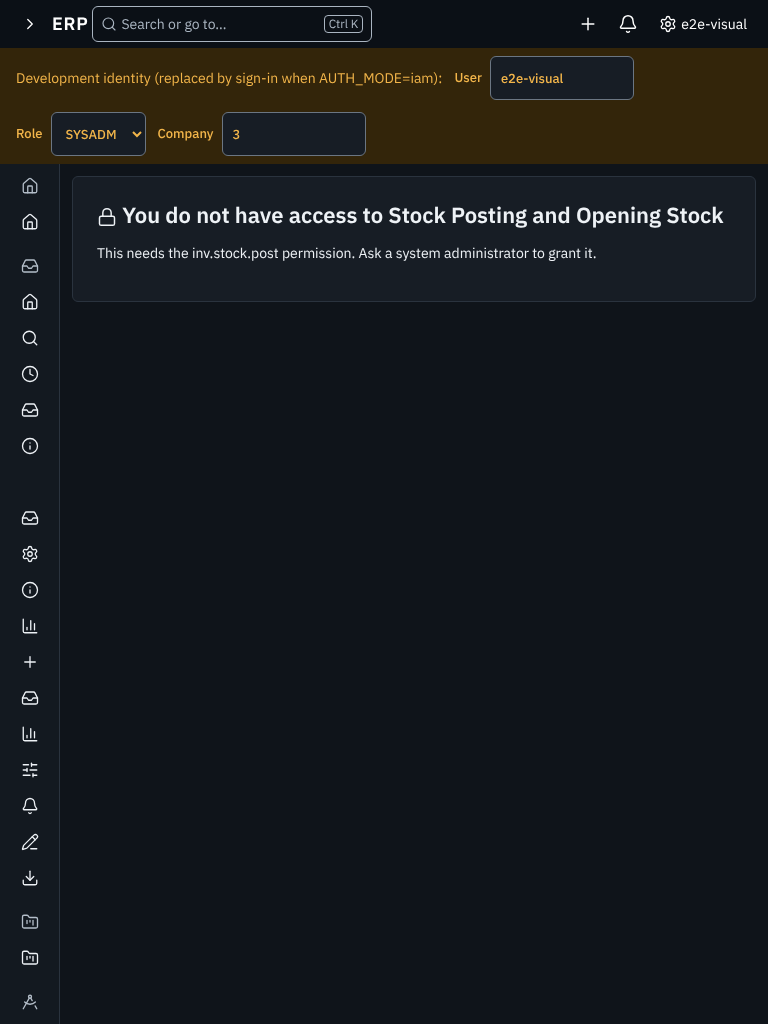 ERP
Search or go to...
Ctrl K
e2e-visual
Development identity (replaced by sign-in when AUTH_MODE=iam):
User
e2e-visual
Role
SYSADM
Company
3
You do not have access to Stock Posting and Opening Stock
This needs the inv.stock.post permission. Ask a system administrator to grant it.